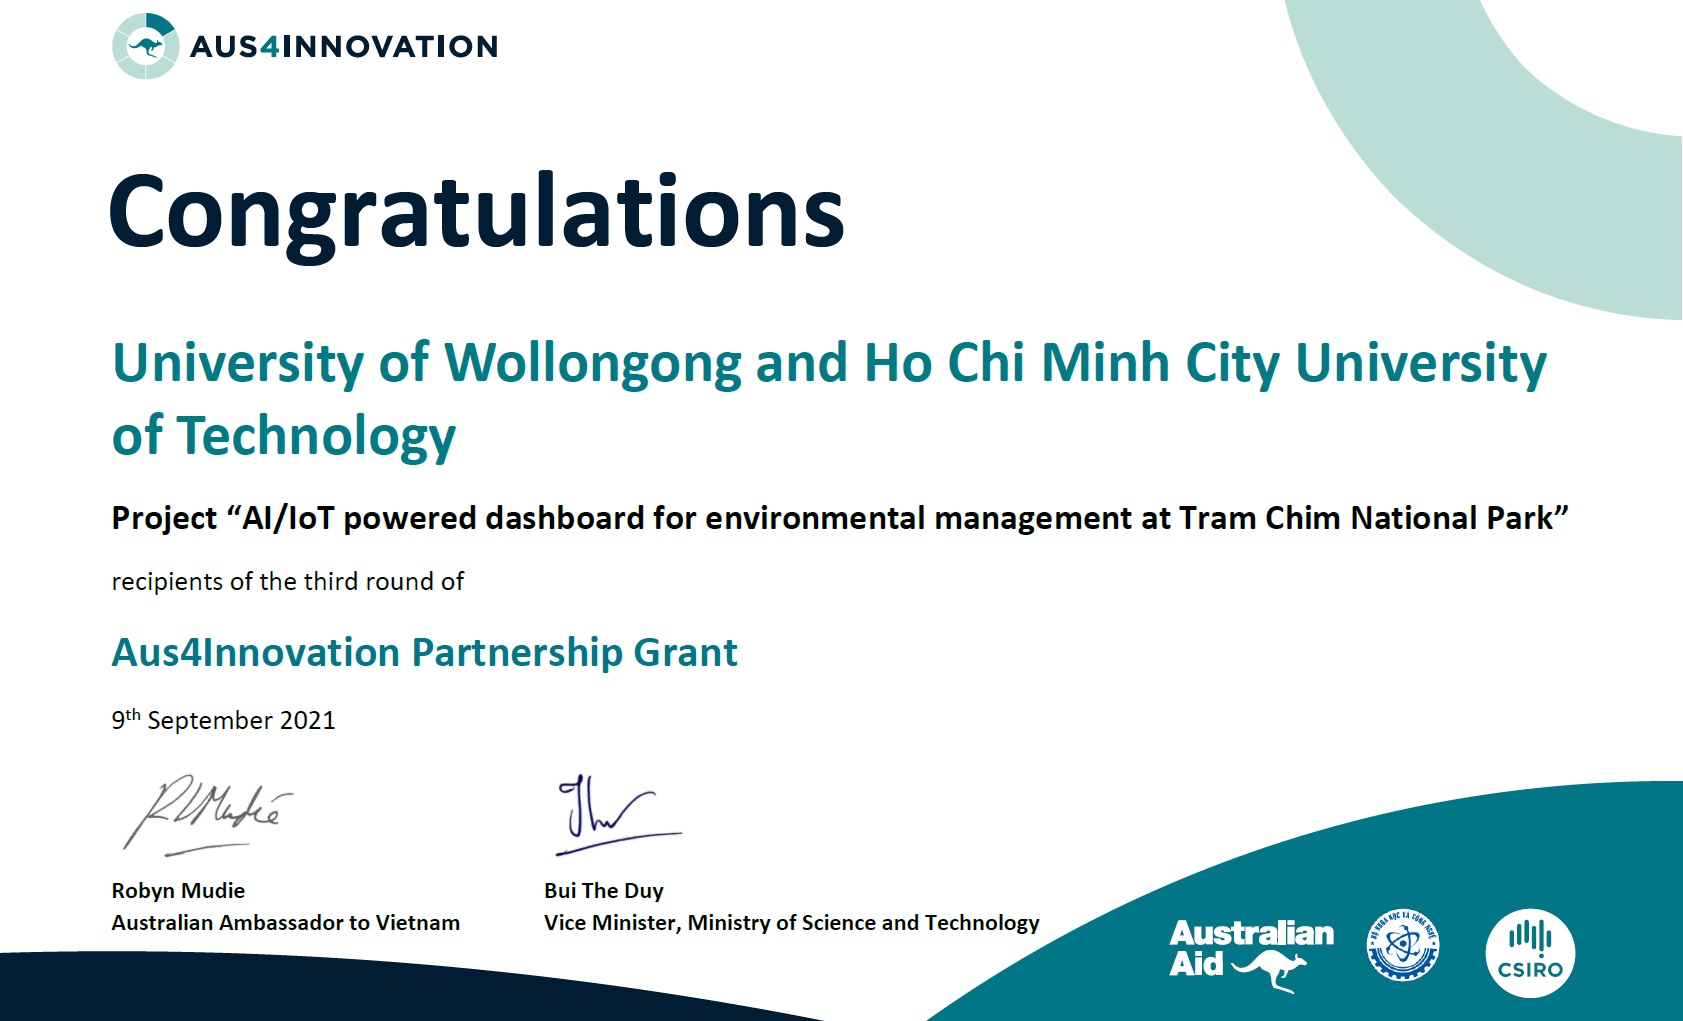 AUS4INNOVATION
Congratulations
University of Wollongong and Ho Chi Minh City University
of Technology
Project “AI/IoT powered dashboard for environmental management at Tram Chim National Park”
recipients of the third round of
Aus4Innovation Partnership Grant
9th September 2021
RLMudie
Robyn Mudie
Australian Ambassador to Vietnam
Bui The Duy
Vice Minister, Ministry of Science and Technology
Australian
Aid
BỘ KHOA HỌC VÀ CÔNG NGHỆ
CSIRO